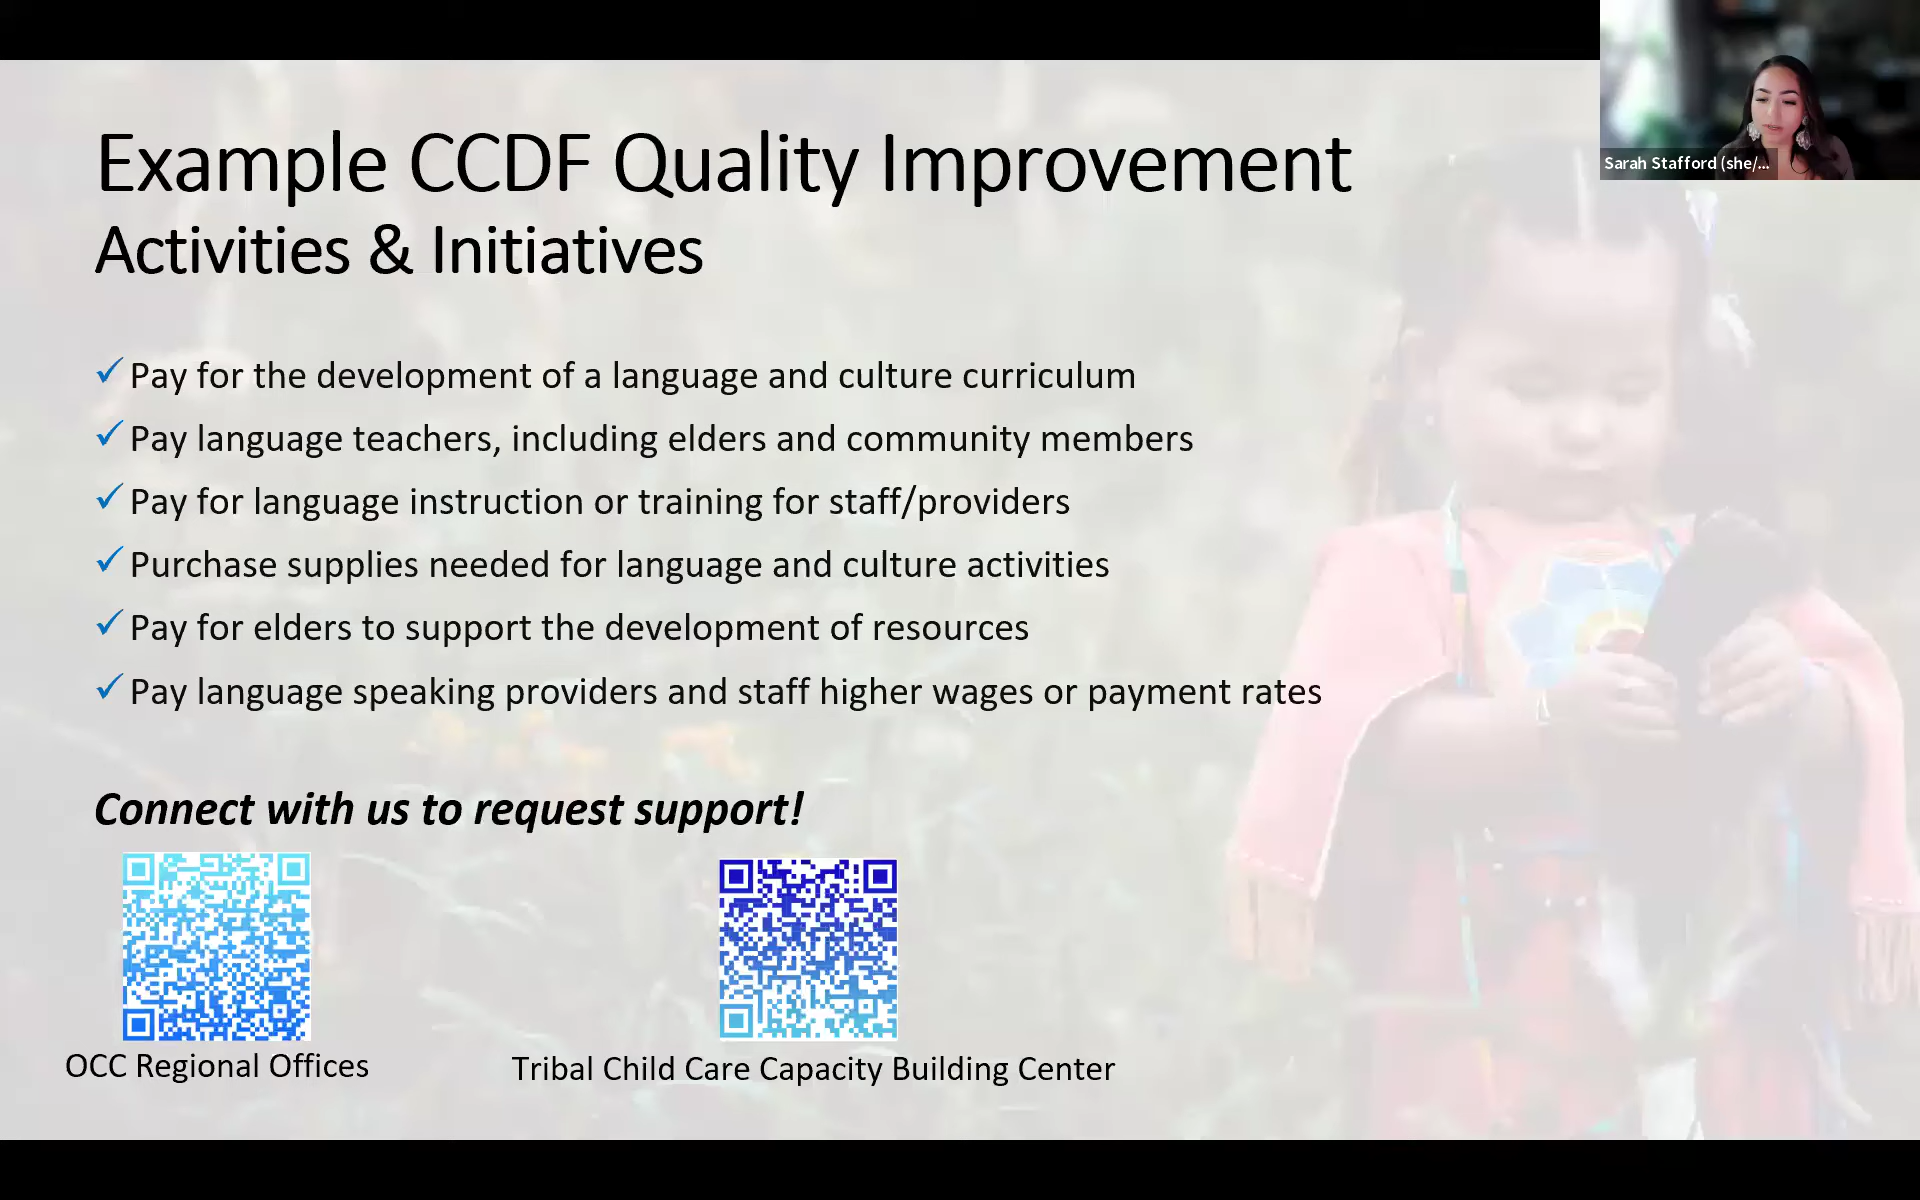 Sarah Stafford (she/...
Example CCDF Quality Improvement
Activities & Initiatives
✓ Pay for the development of a language and culture curriculum
✓ Pay language teachers, including elders and community members
✓ Pay for language instruction or training for staff/providers
✓ Purchase supplies needed for language and culture activities
✓ Pay for elders to support the development of resources
✓ Pay language speaking providers and staff higher wages or payment rates
Connect with us to request support!
OCC Regional Offices
Tribal Child Care Capacity Building Center